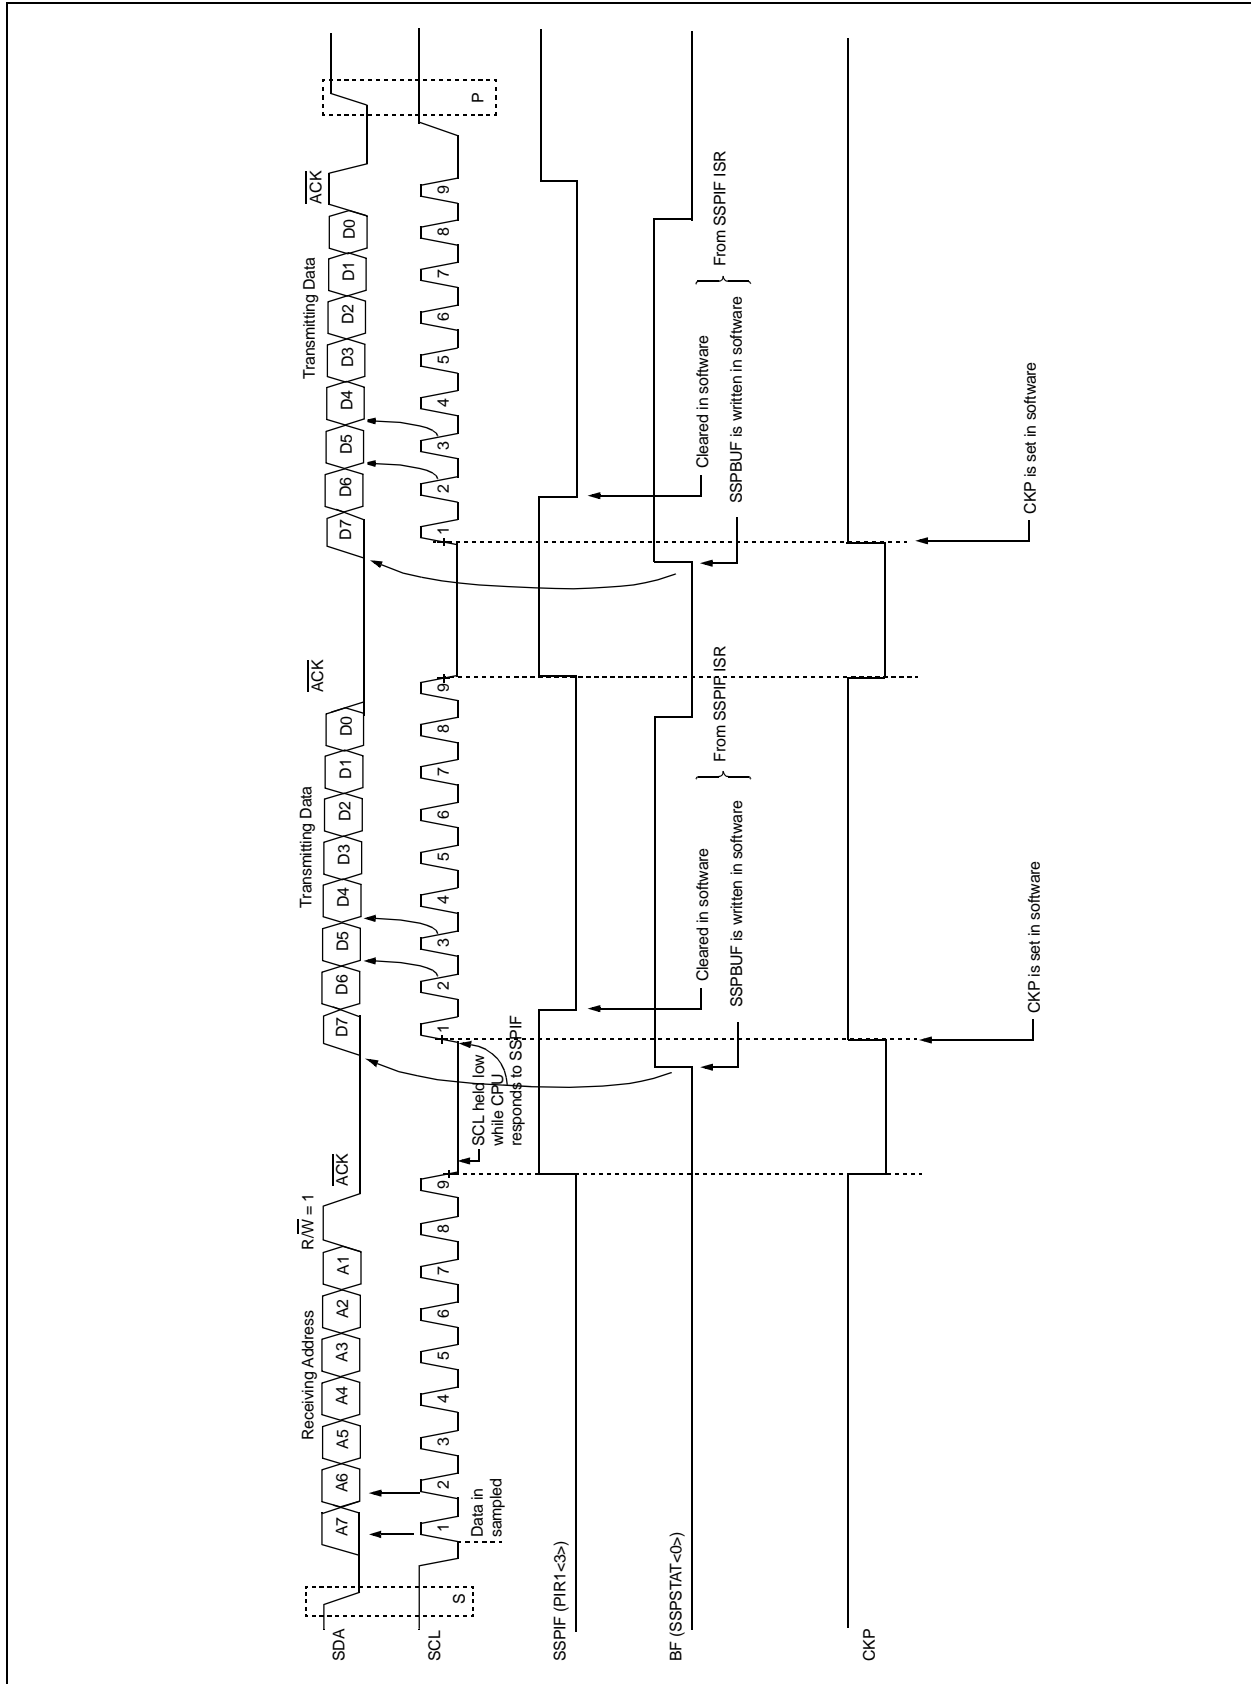 Receiving Address
R/W = 1
ACK
Transmitting Data
ACK
Transmitting Data
ACK
SDA
A7
A6
A5
A4
A3
A2
A1
D7
D6
D5
D4
D3
D2
D1
D0
D7
D6
D5
D4
D3
D2
D1
D0
SCL
S
1
2
3
4
5
6
7
8
9
1
2
3
4
5
6
7
8
9
1
2
3
4
5
6
7
8
9
P
Data in
sampled
SCL held low
while CPU
responds to SSPIF
SSPIF (PIR1<3>)
BF (SSPSTAT<0>)
Cleared in software
SSPBUF is written in software
From SSPIF ISR
Cleared in software
SSPBUF is written in software
From SSPIF ISR
CKP
CKP is set in software
CKP is set in software